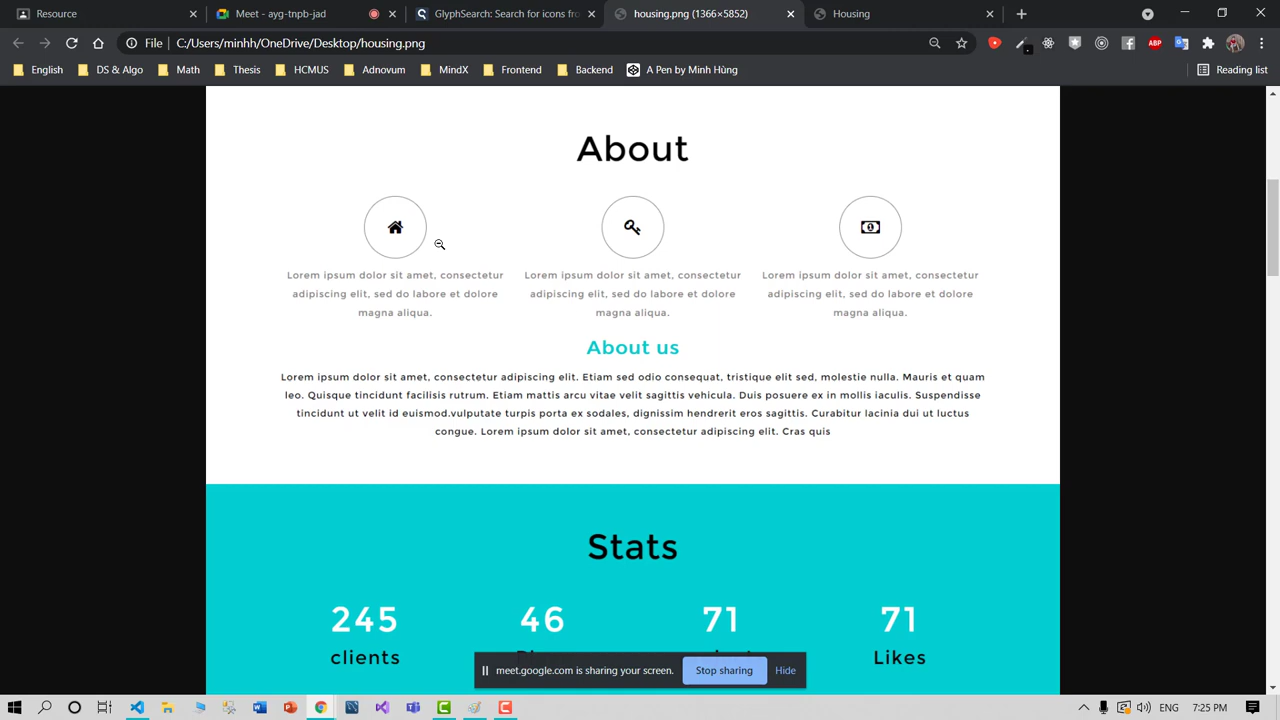 Resource
Meet - ayg-tnpb-jad
GlyphSearch: Search for icons fro
housing.png (1366×5852)
Housing
File
C:/Users/minhh/OneDrive/Desktop/housing.png
ABP
English
DS & Algo
Math
Thesis
HCMUS
Adnovum
MindX
Frontend
Backend
A Pen by Minh Hùng
Reading list
About
Lorem ipsum dolor sit amet, consectetur
adipiscing elit, sed do labore et dolore
magna aliqua.
Lorem ipsum dolor sit amet, consectetur
adipiscing elit, sed do labore et dolore
magna aliqua.
Lorem ipsum dolor sit amet, consectetur
adipiscing elit, sed do labore et dolore
magna aliqua.
About us
Lorem ipsum dolor sit amet, consectetur adipiscing elit. Etiam sed odio consequat, tristique elit sed, molestie nulla. Mauris et quam
leo. Quisque tincidunt facilisis rutrum. Etiam mattis arcu vitae velit sagittis vehicula. Duis posuere ex in mollis iaculis. Suspendisse
tincidunt ut velit id euismod.vulputate turpis porta ex sodales, dignissim hendrerit eros sagittis. Curabitur lacinia dui ut luctus
congue. Lorem ipsum dolor sit amet, consectetur adipiscing elit. Cras quis
Stats
245
clients
46
71
71
Likes
meet.google.com is sharing your screen.
Stop sharing
Hide
ENG
7:25 PM